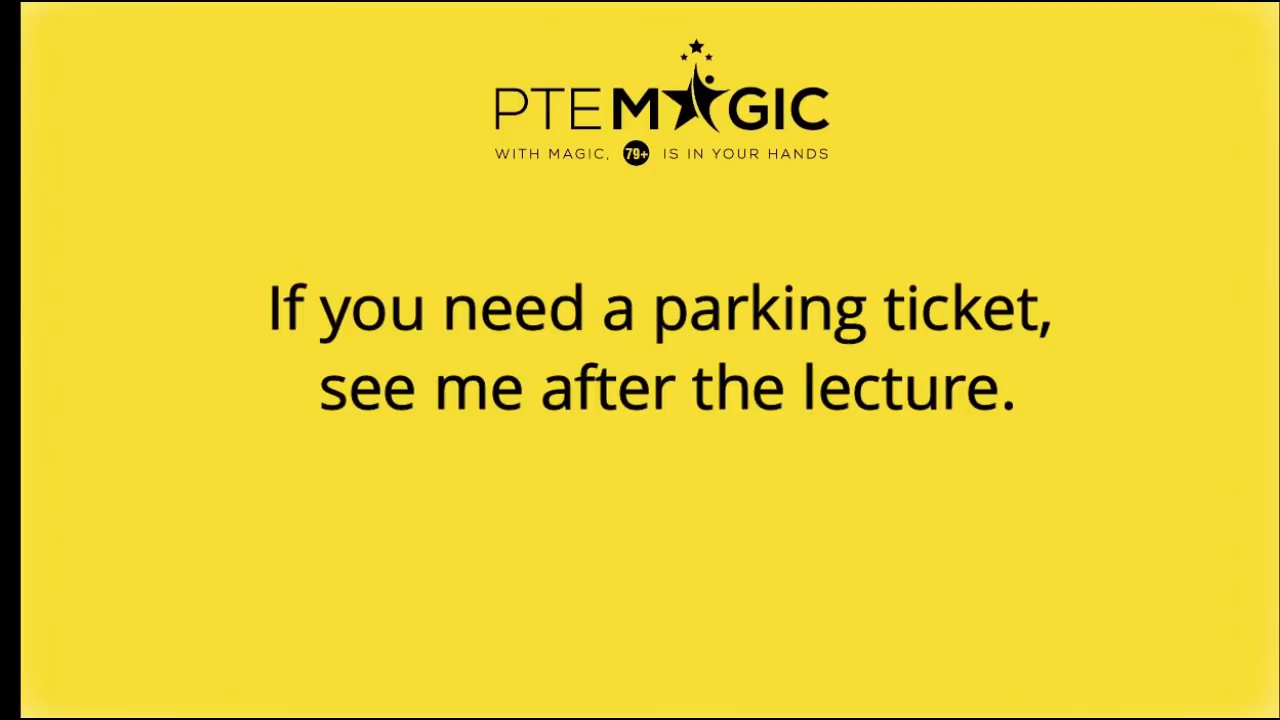 PTEMAGIC
WITH MAGIC, 79+ IS IN YOUR HANDS
If you need a parking ticket,
see me after the lecture.